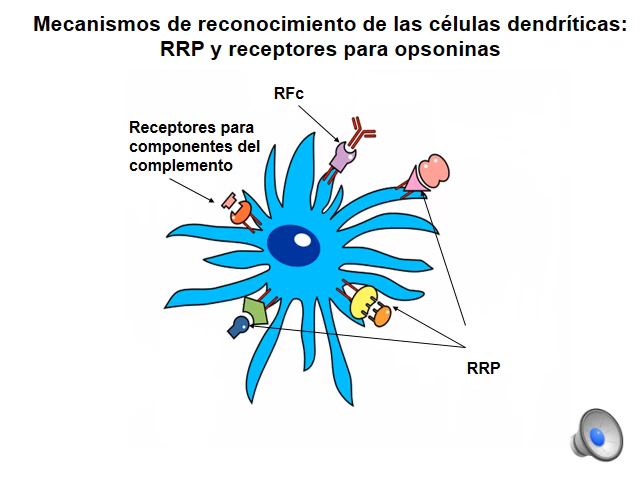 Mecanismos de reconocimiento de las células dendríticas:
RRP y receptores para opsoninas
RFc
Receptores para
componentes del
complemento
RRP